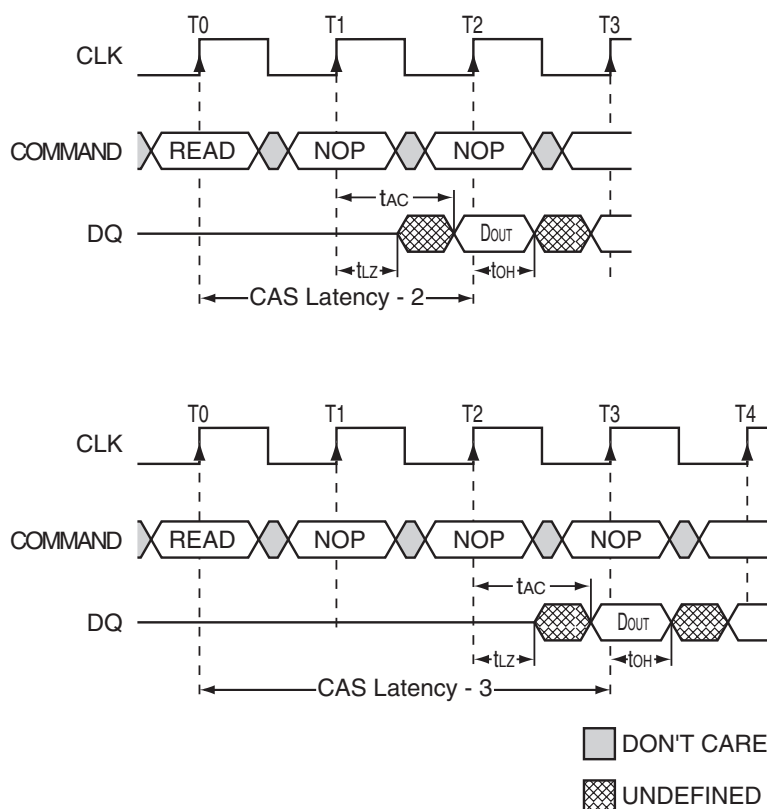 T0 T1 T2 T3
CLK
COMMAND READ NOP NOP
tAC
DQ DOUT
tLZ tOH
CAS Latency - 2
T0 T1 T2 T3 T4
CLK
COMMAND READ NOP NOP NOP
tAC
DQ DOUT
tLZ tOH
CAS Latency - 3
DON'T CARE
UNDEFINED